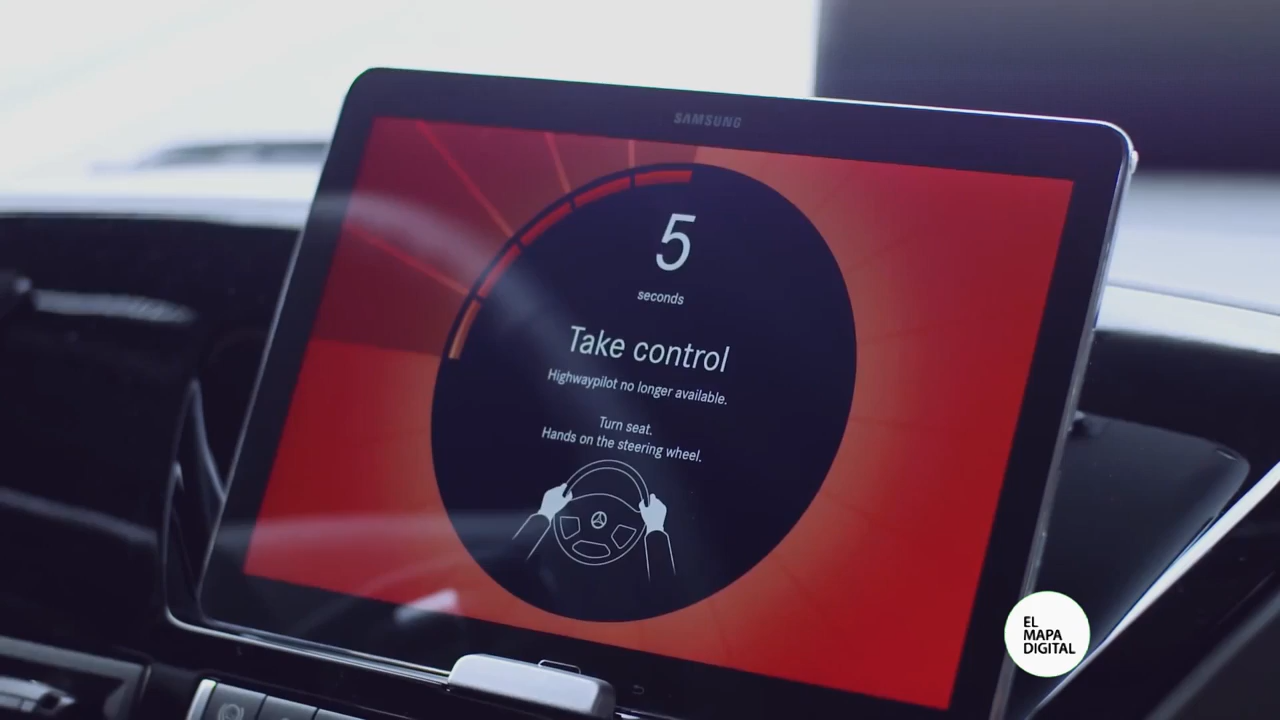 SAMSUNG
5
seconds
Take control
Highwaypilot no longer available.
Turn seat.
Hands on the steering wheel.
EL
MAPA
DIGITAL